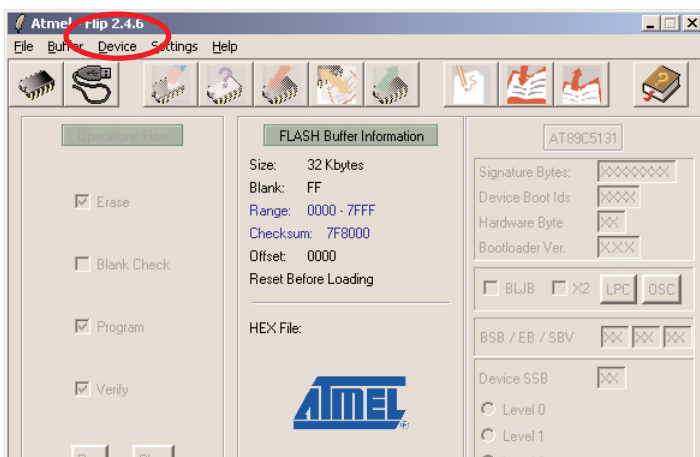 Atmel - Flip 2.4.6
File Buffer Device Settings Help
Operations Flow
Erase
Blank Check
Program
Verify
FLASH Buffer Information
Size: 32 Kbytes
Blank: FF
Range: 0000 - 7FFF
Checksum: 7F8000
Offset: 0000
Reset Before Loading
HEX File:
ATMEL
AT89C5131
Signature Bytes: XXXXXXXX
Device Boot Ids XXXX
Hardware Byte XX
Bootloader Ver. X.X.X
BLJB X2 LPC OSC
BSB / EB / SBV XX XX XX
Device SSB XX
Level 0
Level 1